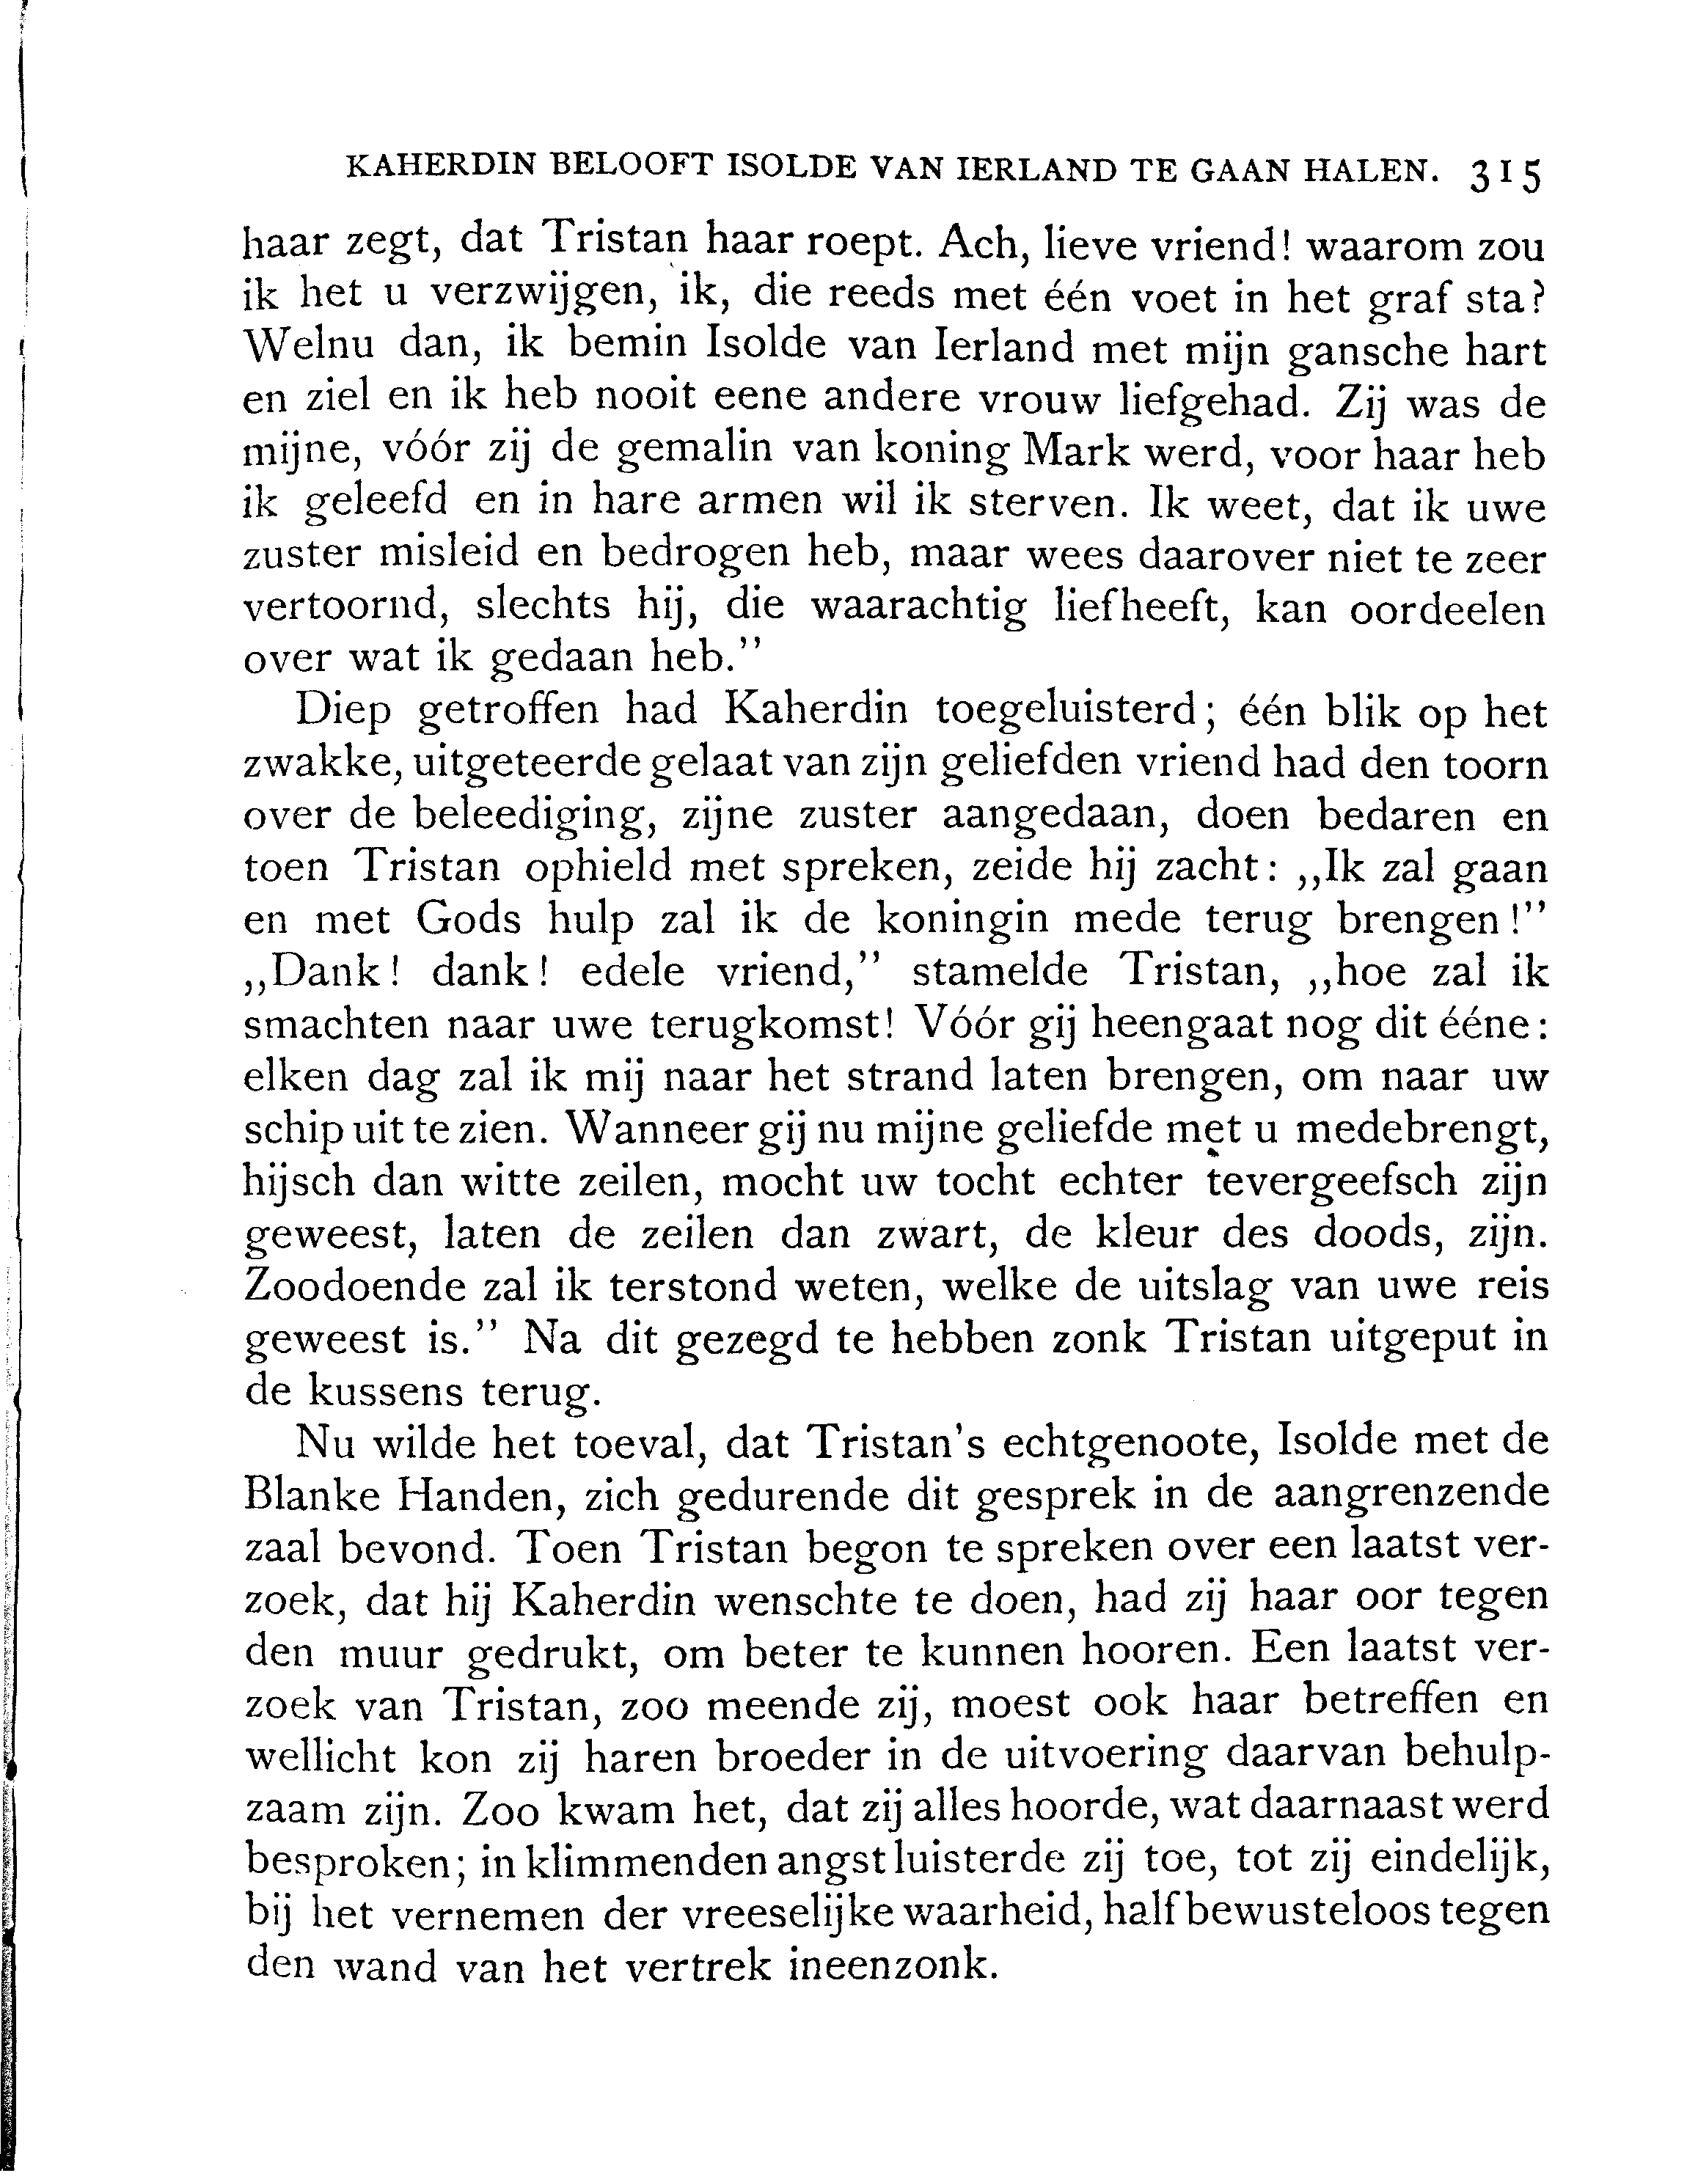 KAHERDIN BELOOFT ISOLDE VAN IERLAND TE GAAN HALEN. 315
haar zegt, dat Tristan haar roept. Ach, lieve vriend! waarom zou
ik het u verzwijgen, ik, die reeds met één voet in het graf sta?
Welnu dan, ik bemin Isolde van Ierland met mijn gansche hart
en ziel en ik heb nooit eene andere vrouw liefgehad. Zij was de
mijne, vóór zij de gemalin van koning Mark werd, voor haar heb
ik geleefd en in hare armen wil ik sterven. Ik weet, dat ik uwe
zuster misleid en bedrogen heb, maar wees daarover niet te zeer
vertoornd, slechts hij, die waarachtig liefheeft, kan oordeelen
over wat ik gedaan heb.”
Diep getroffen had Kaherdin toegeluisterd; één blik op het
zwakke, uitgeteerde gelaat van zijn geliefden vriend had den toorn
over de beleediging, zijne zuster aangedaan, doen bedaren en
toen Tristan ophield met spreken, zeide hij zacht: „Ik zal gaan
en met Gods hulp zal ik de koningin mede terug brengen!”
„Dank! dank! edele vriend,” stamelde Tristan, „hoe zal ik
smachten naar uwe terugkomst! Vóór gij heengaat nog dit ééne:
elken dag zal ik mij naar het strand laten brengen, om naar uw
schip uit te zien. Wanneer gij nu mijne geliefde met u medebrengt,
hijsch dan witte zeilen, mocht uw tocht echter tevergeefsch zijn
geweest, laten de zeilen dan zwart, de kleur des doods, zijn.
Zoodoende zal ik terstond weten, welke de uitslag van uwe reis
geweest is.” Na dit gezegd te hebben zonk Tristan uitgeput in
de kussens terug.
Nu wilde het toeval, dat Tristan's echtgenoote, Isolde met de
Blanke Handen, zich gedurende dit gesprek in de aangrenzende
zaal bevond. Toen Tristan begon te spreken over een laatst ver-
zoek, dat hij Kaherdin wenschte te doen, had zij haar oor tegen
den muur gedrukt, om beter te kunnen hooren. Een laatst ver-
zoek van Tristan, zoo meende zij, moest ook haar betreffen en
wellicht kon zij haren broeder in de uitvoering daarvan behulp-
zaam zijn. Zoo kwam het, dat zij alles hoorde, wat daarnaast werd
besproken; in klimmenden angst luisterde zij toe, tot zij eindelijk,
bij het vernemen der vreeselijke waarheid, half bewusteloos tegen
den wand van het vertrek ineenzonk.